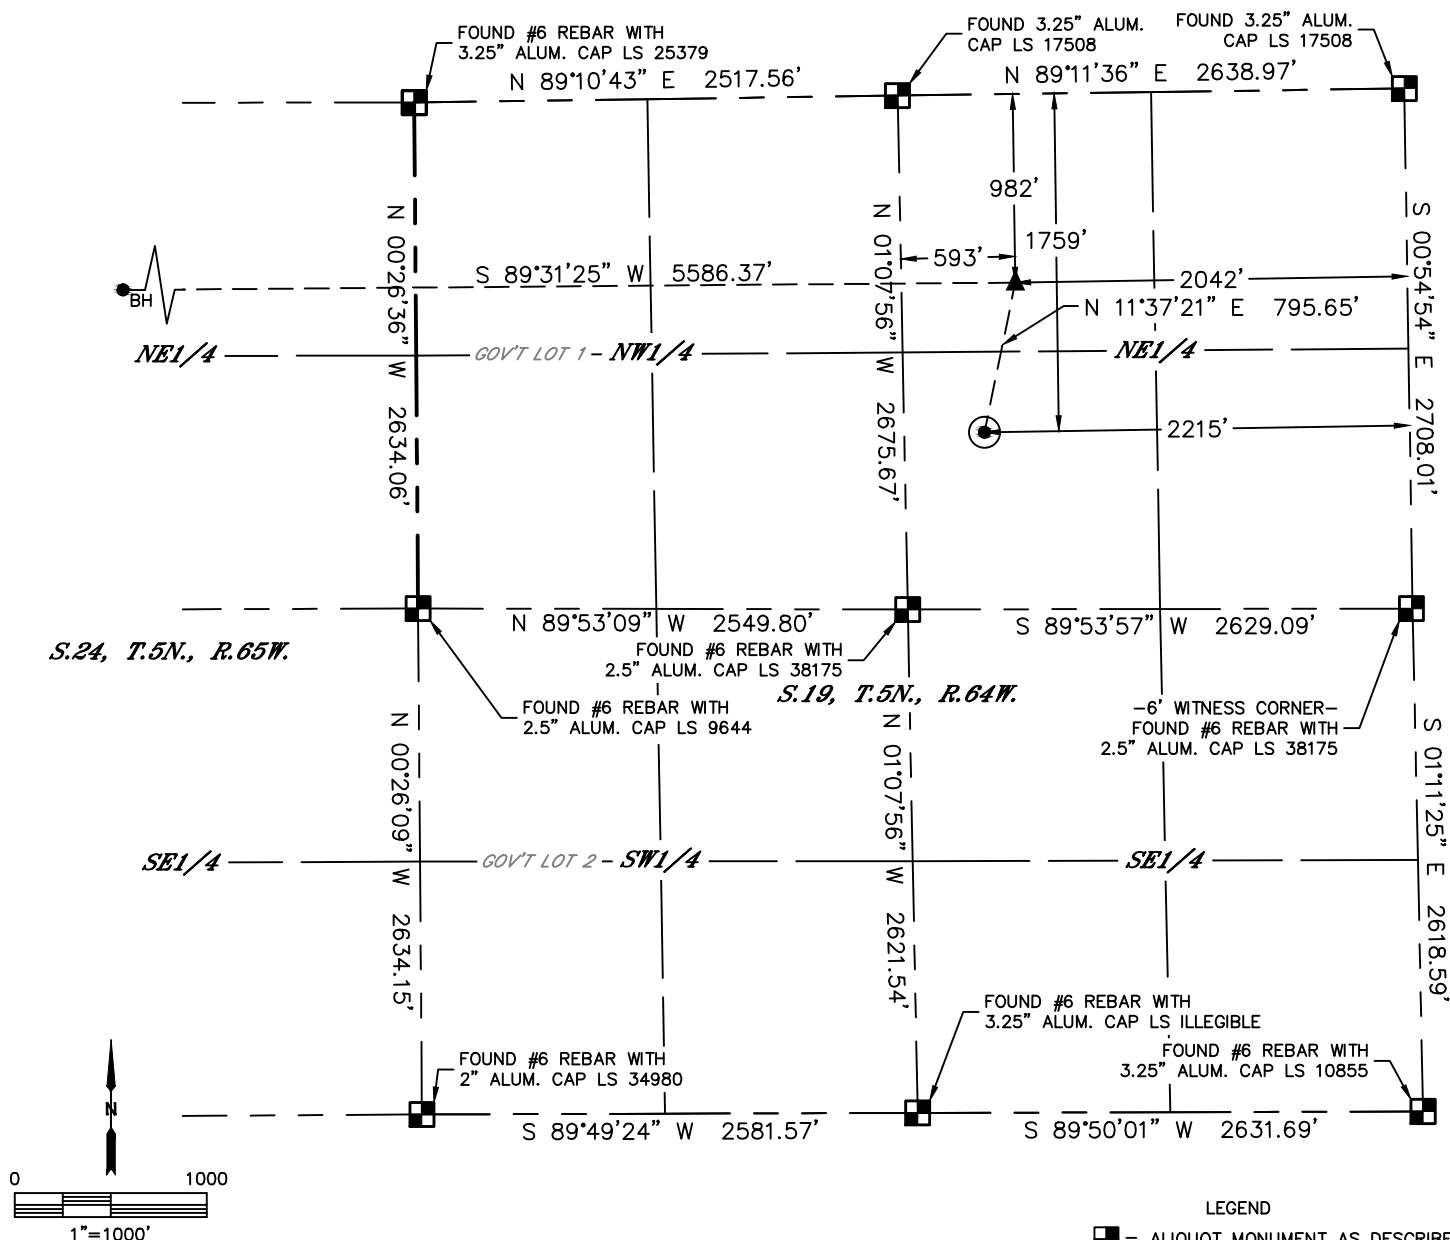 FOUND #6 REBAR WITH
3.25" ALUM. CAP LS 25379
FOUND 3.25" ALUM.
CAP LS 17508
FOUND 3.25" ALUM.
CAP LS 17508
N 89°10'43" E 2517.56'
N 89°11'36" E 2638.97'
982'
1759'
593'
2042'
N 00°26'36" W 2634.06'
N 01°07'56" W 2675.67'
S 00°54'54" E 2708.01'
S 89°31'25" W 5586.37'
BH
N 11°37'21" E 795.65'
NE1/4
GOV'T LOT 1
NW1/4
NE1/4
2215'
N 89°53'09" W 2549.80'
S 89°53'57" W 2629.09'
S.24, T.5N., R.65W.
FOUND #6 REBAR WITH
2.5" ALUM. CAP LS 38175
S.19, T.5N., R.64W.
FOUND #6 REBAR WITH
2.5" ALUM. CAP LS 9644
-6' WITNESS CORNER-
FOUND #6 REBAR WITH
2.5" ALUM. CAP LS 38175
N 00°26'09" W 2634.15'
N 01°07'56" W 2621.54'
S 01°11'25" E 2618.59'
SE1/4
GOV'T LOT 2
SW1/4
SE1/4
FOUND #6 REBAR WITH
3.25" ALUM. CAP LS ILLEGIBLE
FOUND #6 REBAR WITH
2" ALUM. CAP LS 34980
FOUND #6 REBAR WITH
3.25" ALUM. CAP LS 10855
N
S 89°49'24" W 2581.57'
S 89°50'01" W 2631.69'
0 1000
1"=1000'
LEGEND
= ALIQUOT MONUMENT AS DESCRIBE